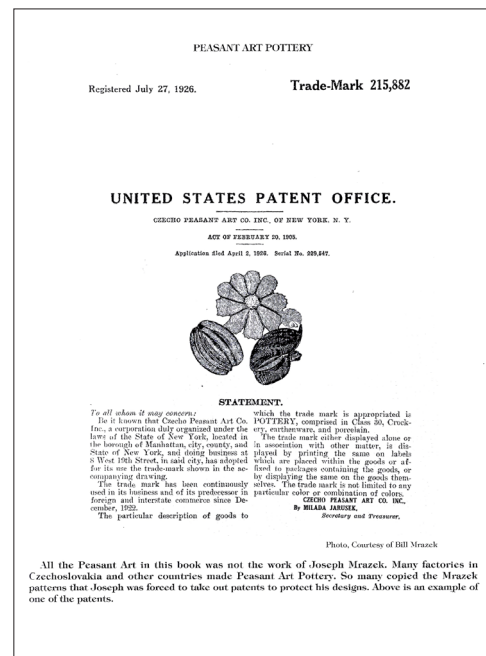 PEASANT ART POTTERY
Registered July 27, 1926.
Trade-Mark 215,882
UNITED STATES PATENT OFFICE.
CZECHO PEASANT ART CO. INC., OF NEW YORK, N. Y.
ACT OF FEBRUARY 20, 1905.
Application filed April 2, 1926. Serial No. 229,547.
STATEMENT.
To all whom it may concern:
Be it known that Czecho Peasant Art Co.
Inc., a corporation duly organized under the
laws of the State of New York, located in
the borough of Manhattan, city, county, and
State of New York, and doing business at
8 West 19th Street, in said city, has adopted
for its use the trade-mark shown in the ac-
companying drawing.
The trade mark has been continuously
used in its business and of its predecessor in
foreign and interstate commerce since De-
cember, 1922.
The particular description of goods to
which the trade mark is appropriated is
POTTERY, comprised in Class 30, Crock-
ery, earthenware, and porcelain.
The trade mark either displayed alone or
in association with other matter, is dis-
played by printing the same on labels
which are placed within the goods or af-
fixed to packages containing the goods, or
by displaying the same on the goods them-
selves. The trade mark is not limited to any
particular color or combination of colors.
CZECHO PEASANT ART CO. INC.,
By MILADA JARUSEK,
Secretary and Treasurer.
Photo, Courtesy of Bill Mrazek
All the Peasant Art in this book was not the work of Joseph Mrazek. Many factories in
Czechoslovakia and other countries made Peasant Art Pottery. So many copied the Mrazek
patterns that Joseph was forced to take out patents to protect his designs. Above is an example of
one of the patents.